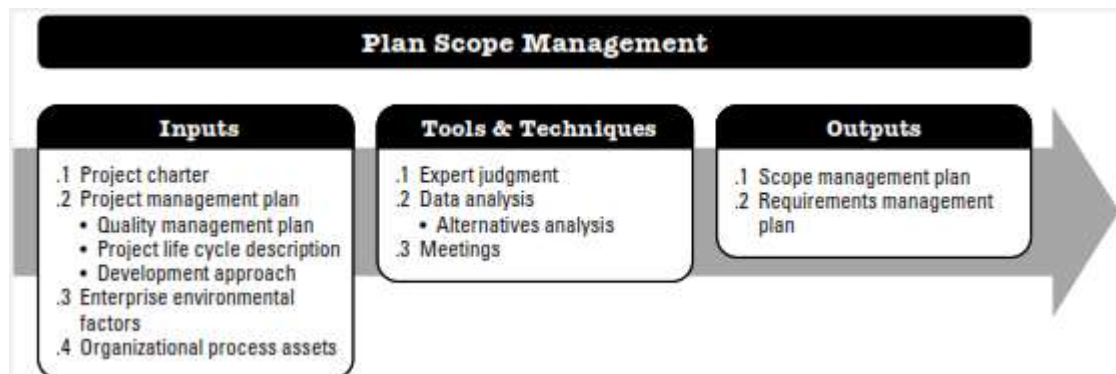 Plan Scope Management
Inputs
.1 Project charter
.2 Project management plan
• Quality management plan
• Project life cycle description
• Development approach
.3 Enterprise environmental
factors
.4 Organizational process assets
Tools & Techniques
.1 Expert judgment
.2 Data analysis
• Alternatives analysis
.3 Meetings
Outputs
.1 Scope management plan
.2 Requirements management
plan